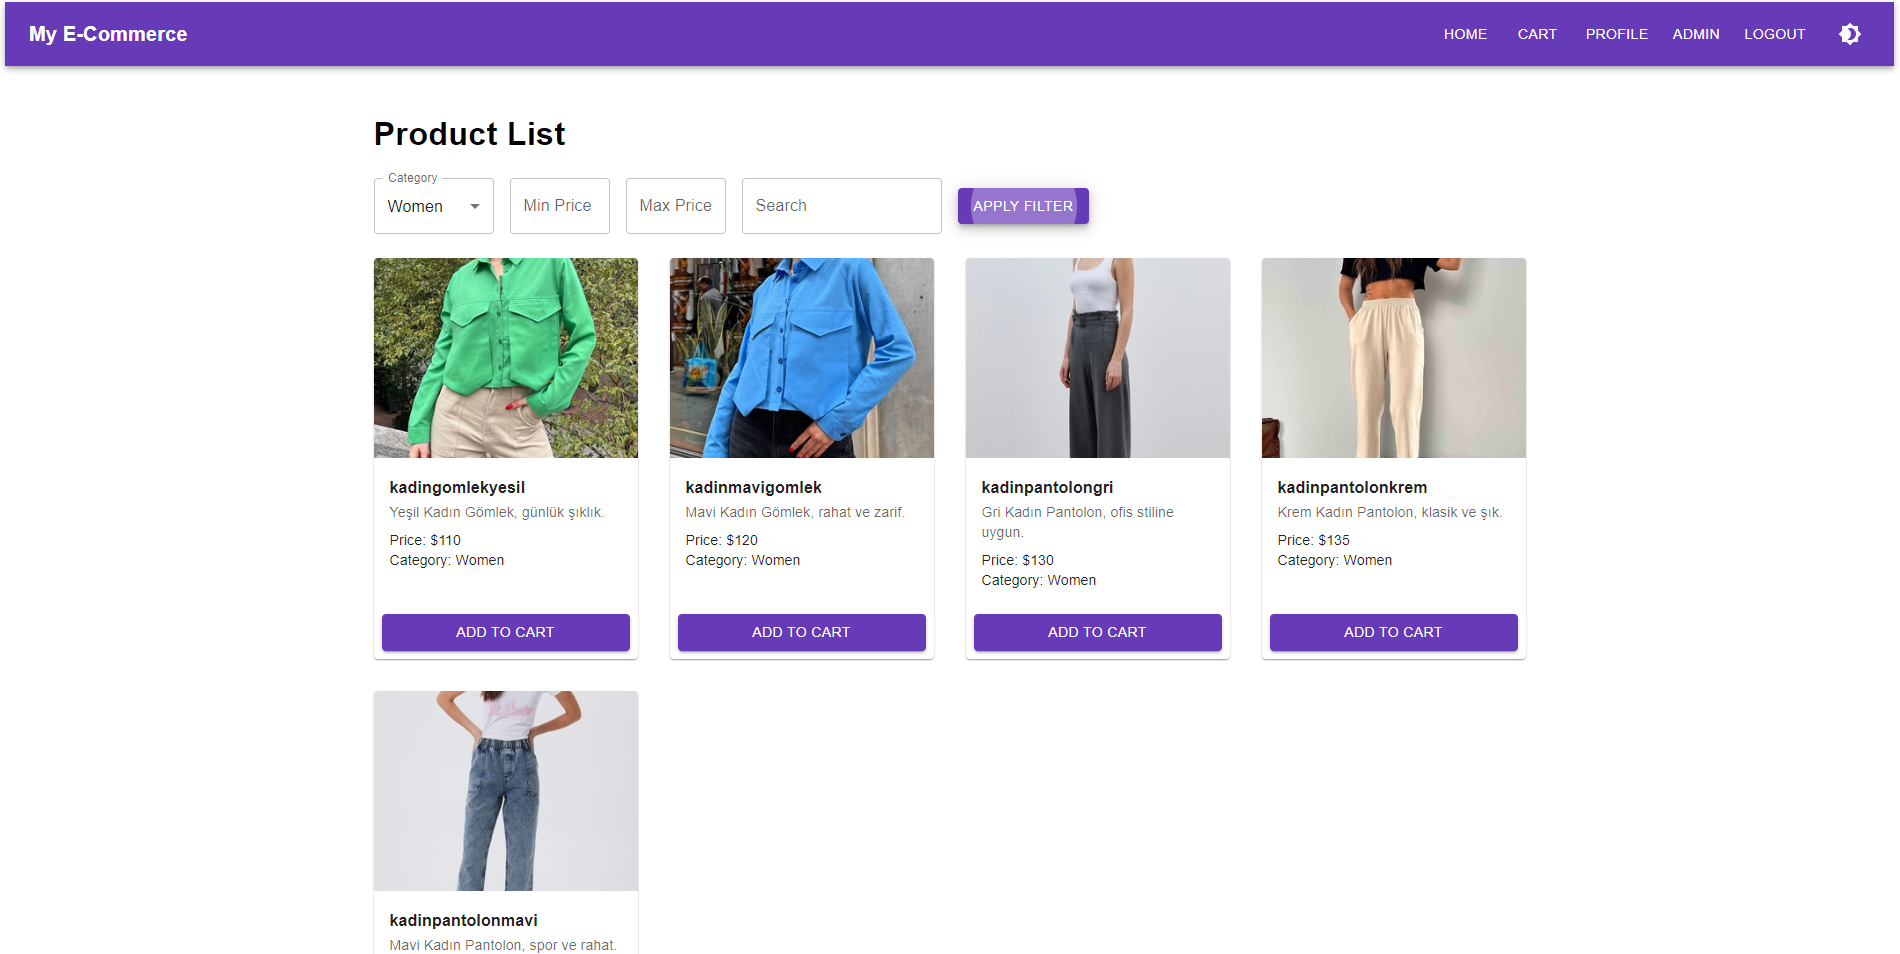 My E-Commerce
HOME CART PROFILE ADMIN LOGOUT
Product List
Category
Women
Min Price
Max Price
Search
APPLY FILTER
kadingomlekyesil
Yeşil Kadın Gömlek, günlük şıklık.
Price: $110
Category: Women
ADD TO CART
kadinmavigomlek
Mavi Kadın Gömlek, rahat ve zarif.
Price: $120
Category: Women
ADD TO CART
kadinpantolongri
Gri Kadın Pantolon, ofis stiline
uygun.
Price: $130
Category: Women
ADD TO CART
kadinpantolonkrem
Krem Kadın Pantolon, klasik ve şık.
Price: $135
Category: Women
ADD TO CART
kadinpantolonmavi
Mavi Kadın Pantolon, spor ve rahat.